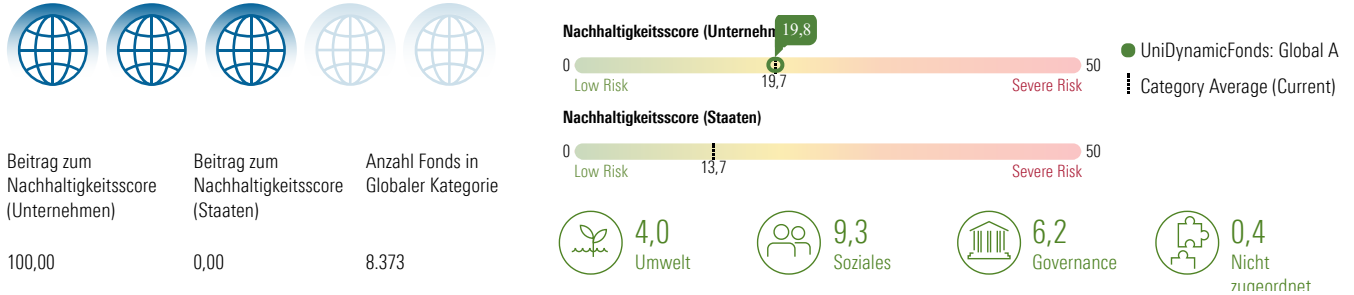 Beitrag zum
Nachhaltigkeitsscore
(Unternehmen)
100,00
Beitrag zum
Nachhaltigkeitsscore
(Staaten)
0,00
Anzahl Fonds in
Globaler Kategorie
8.373
Nachhaltigkeitsscore (Unternehm
19,8
0
50
Low Risk
19,7
Severe Risk
Nachhaltigkeitsscore (Staaten)
0
50
Low Risk
13,7
Severe Risk
UniDynamicFonds: Global A
Category Average (Current)
4,0
Umwelt
9,3
Soziales
6,2
Governance
0,4
Nicht
zugeordnet